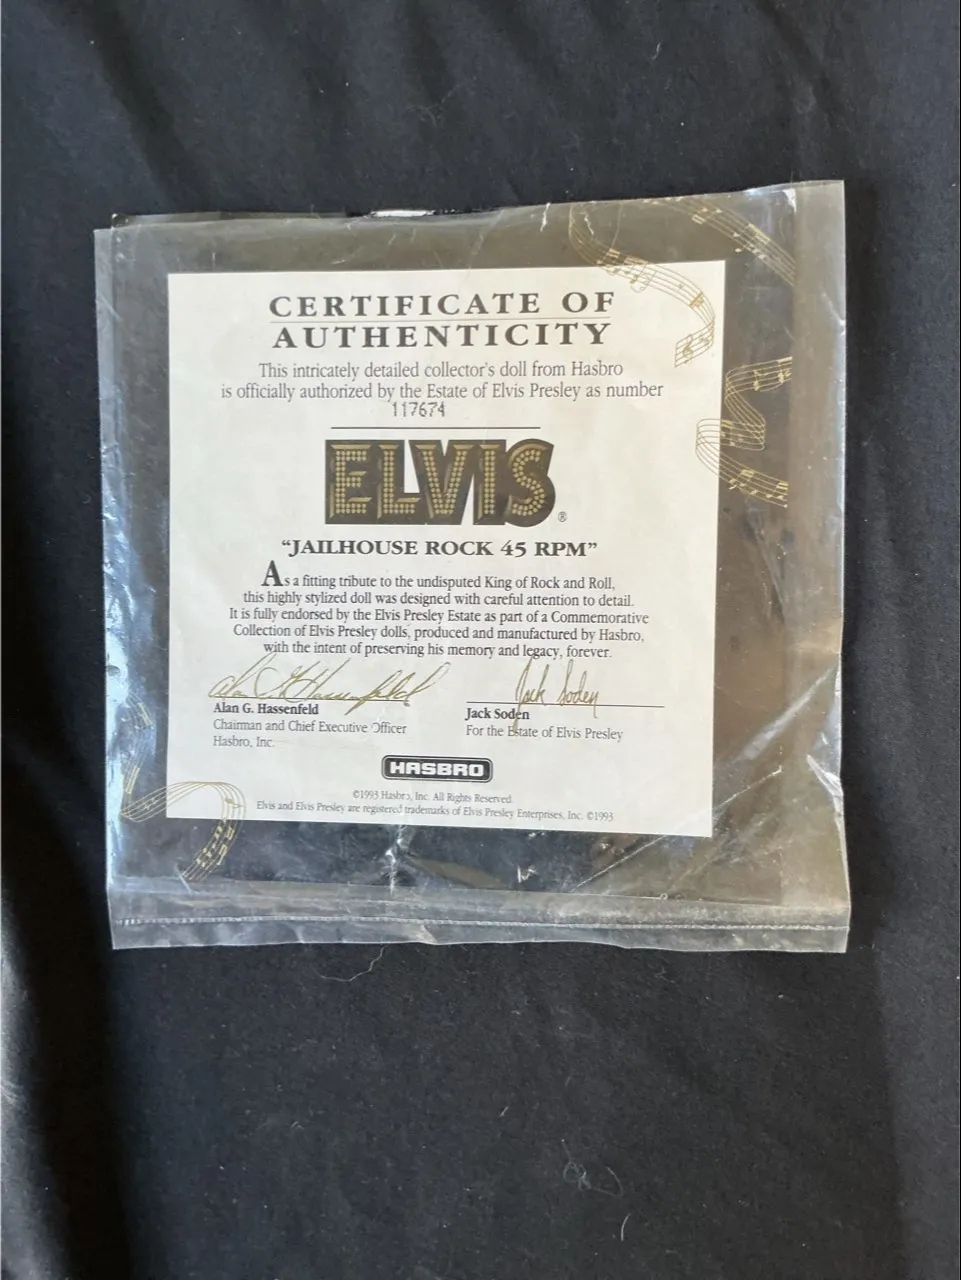 CERTIFICATE OF
AUTHENTICITY
This intricately detailed collector's doll from Hasbro
is officially authorized by the Estate of Elvis Presley as number
117674
ELVIS®
"JAILHOUSE ROCK 45 RPM"
As a fitting tribute to the undisputed King of Rock and Roll,
this highly stylized doll was designed with careful attention to detail.
It is fully endorsed by the Elvis Presley Estate as part of a Commemorative
Collection of Elvis Presley dolls, produced and manufactured by Hasbro,
with the intent of preserving his memory and legacy, forever.
Alan G. Hassenfeld
Jack Soden
Alan G. Hassenfeld
Chairman and Chief Executive Officer
Hasbro, Inc.
Jack Soden
For the Estate of Elvis Presley
HASBRO
©1993 Hasbro, Inc. All Rights Reserved.
Elvis and Elvis Presley are registered trademarks of Elvis Presley Enterprises, Inc. ©1993